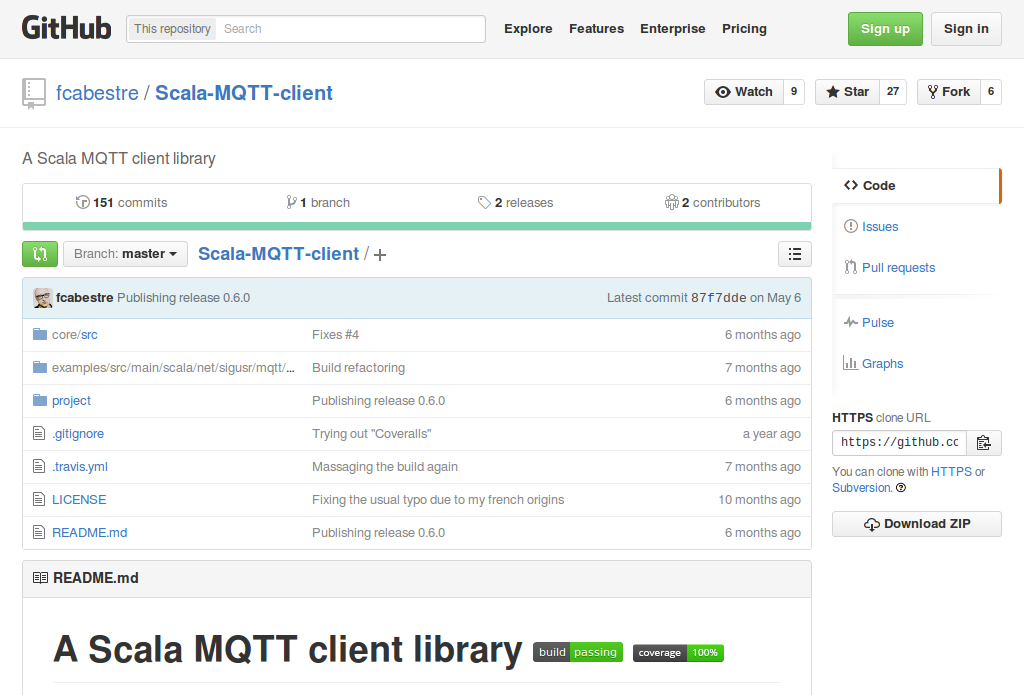 GitHub This repository Search Explore Features Enterprise Pricing Sign up Sign in
fcabestre / Scala-MQTT-client Watch 9 Star 27 Fork 6
A Scala MQTT client library
151 commits 1 branch 2 releases 2 contributors
Branch: master Scala-MQTT-client / +
fcabestre Publishing release 0.6.0 Latest commit 87f7dde on May 6
core/src Fixes #4 6 months ago
examples/src/main/scala/net/sigusr/mqtt/... Build refactoring 7 months ago
project Publishing release 0.6.0 6 months ago
.gitignore Trying out "Coveralls" a year ago
.travis.yml Massaging the build again 7 months ago
LICENSE Fixing the usual typo due to my french origins 10 months ago
README.md Publishing release 0.6.0 6 months ago
README.md
A Scala MQTT client library build passing coverage 100%
Code
Issues
Pull requests
Pulse
Graphs
HTTPS clone URL
https://github.cc
You can clone with HTTPS or
Subversion.
Download ZIP